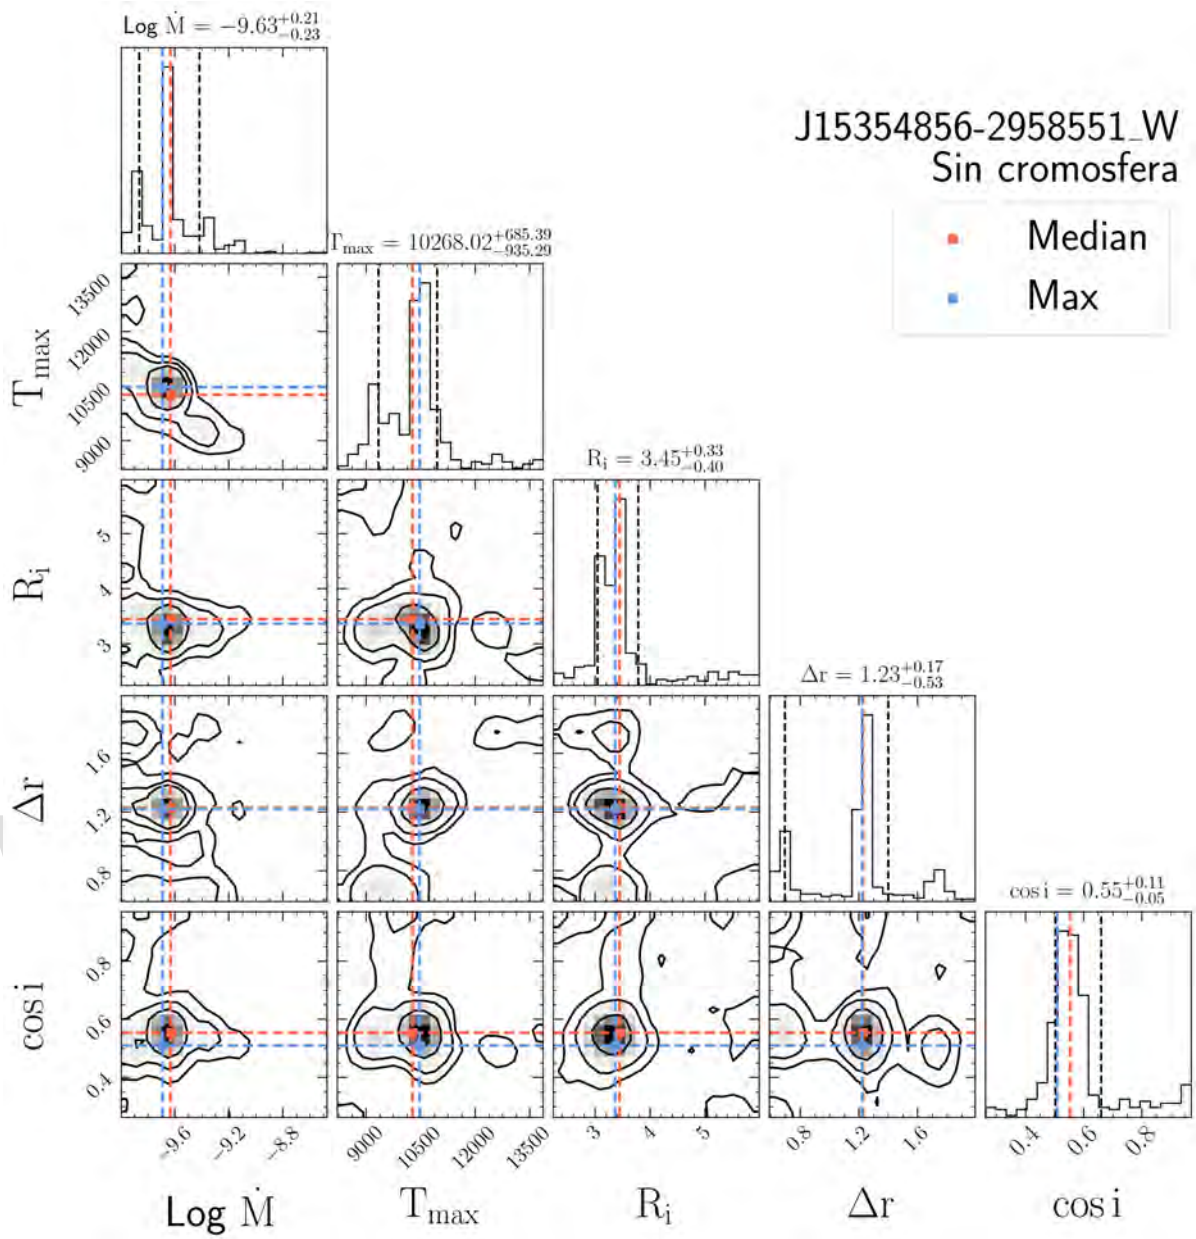 Log Ṁ = −9.63+0.21 −0.23
J15354856-2958551_W
Sin cromosfera
Median
Max
Tmax = 10268.02+685.39 −935.29
Tmax
13500
12000
10500
9000
Ri = 3.45+0.33 −0.40
Ri
5
4
3
Δr = 1.23+0.17 −0.53
Δr
1.6
1.2
0.8
cos i = 0.55+0.11 −0.05
cos i
0.8
0.6
0.4
−9.6 −9.2 −8.8
9000 10500 12000 13500
3 4 5
0.8 1.2 1.6
0.4 0.6 0.8
Log Ṁ Tmax Ri Δr cos i